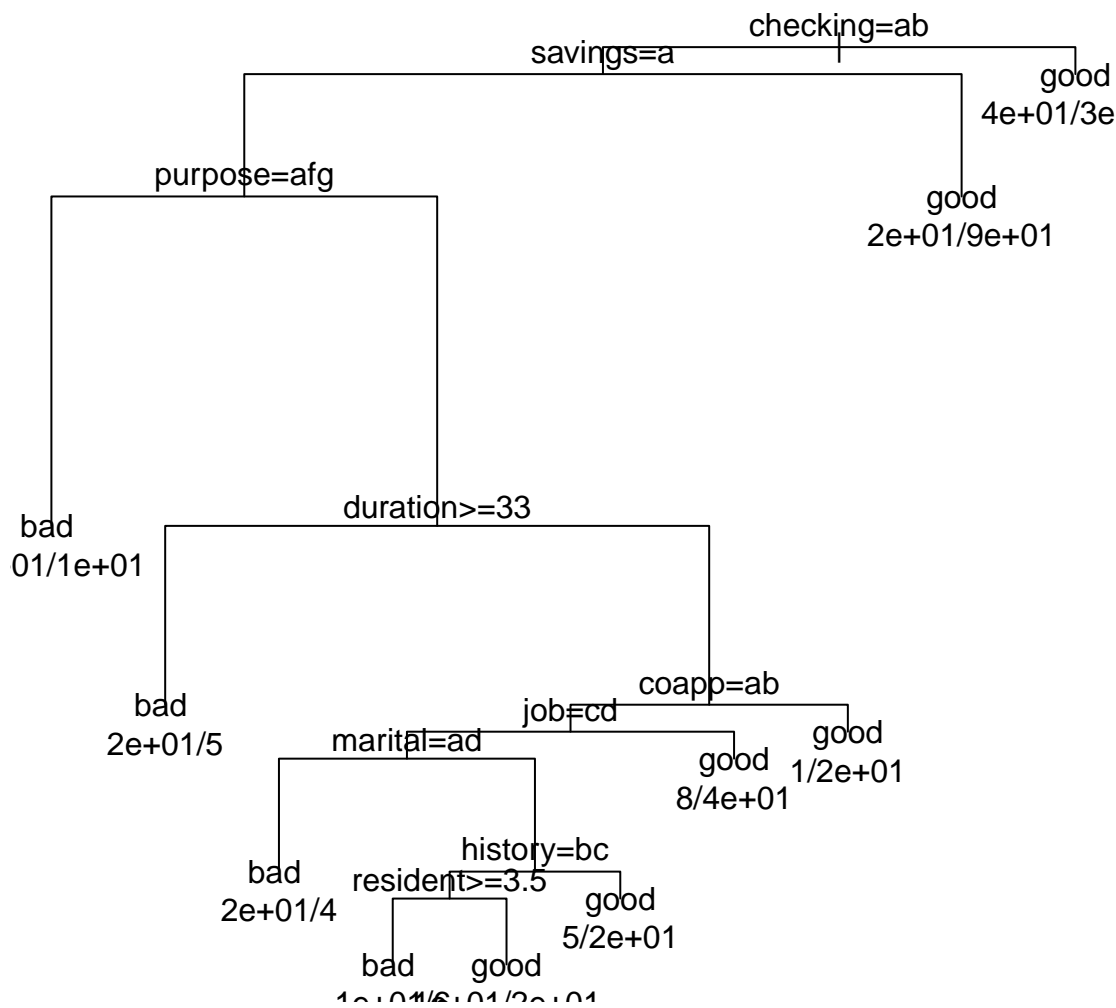 checking=ab
savings=a
good
4e+01/3e
purpose=afg
good
2e+01/9e+01
duration>=33
bad
01/1e+01
coapp=ab
bad
job=cd
2e+01/5
marital=ad
good
good
1/2e+01
8/4e+01
history=bc
bad
resident>=3.5
good
2e+01/4
5/2e+01
bad
good